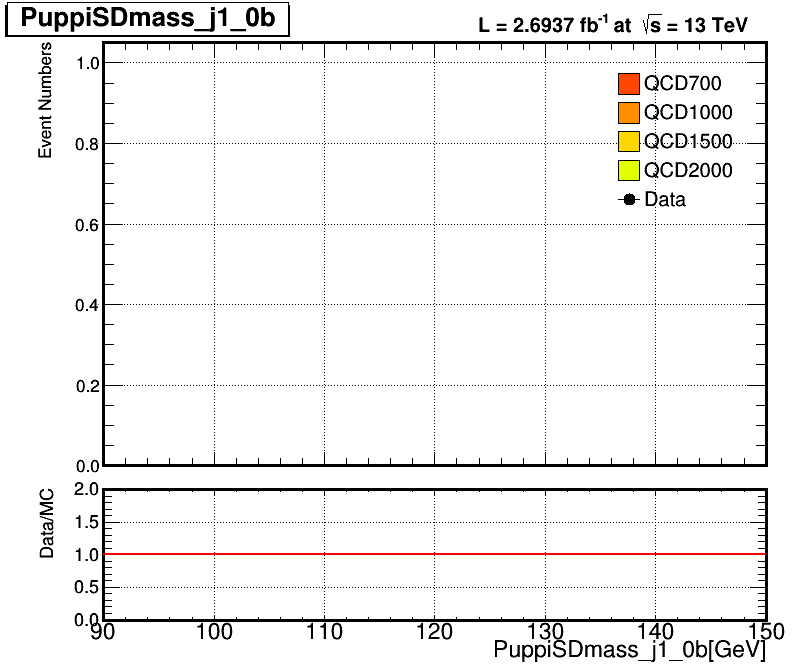 PuppiSDmass_j1_0b
L = 2.6937 fb-1 at √s = 13 TeV
Event Numbers
1.0
0.8
0.6
0.4
0.2
0.0
QCD700
QCD1000
QCD1500
QCD2000
Data
Data/MC
2.0
1.5
1.0
0.5
0.0
90 100 110 120 130 140 150
PuppiSDmass_j1_0b[GeV]